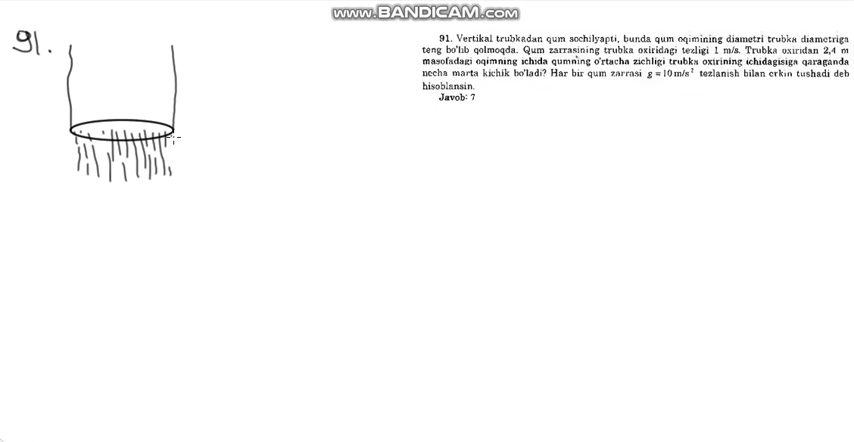 www.BANDICAM.com
91.
91. Vertikal trubkadan qum sochilyapti, bunda qum oqimining diametri trubka diametriga
teng bo'lib qolmoqda. Qum zarrasining trubka oxiridagi tezligi 1 m/s. Trubka oxiridan 2,4 m
masofadagi oqimning ichida qumning o'rtacha zichligi trubka oxirining ichidagisiga qaraganda
necha marta kichik bo'ladi? Har bir qum zarrasi g = 10 m/s² tezlanish bilan erkin tushadi deb
hisoblansin.
Javob: 7